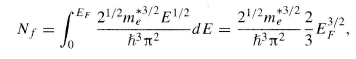 $N_f = \int_0^{E_F} \frac{2^{1/2} m_e^{*3/2} E^{1/2}}{\hbar^3 \pi^2} dE = \frac{2^{1/2} m_e^{*3/2}}{\hbar^3 \pi^2} \frac{2}{3} E_F^{3/2},$